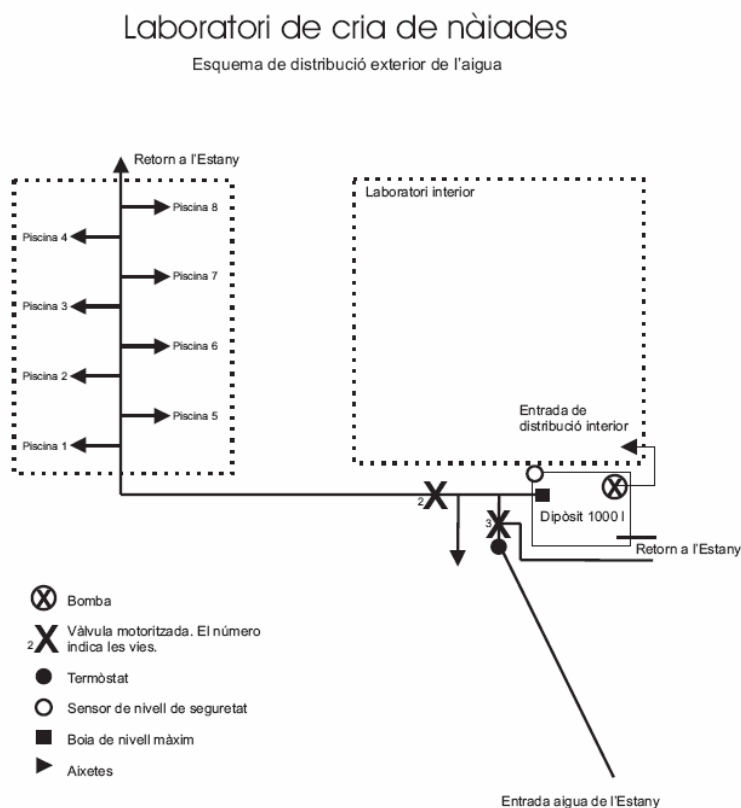 Laboratori de cria de nàiades
Esquema de distribució exterior de l'aigua
Retorn a l'Estany
Laboratori interior
Piscina 8
Piscina 4
Piscina 7
Piscina 3
Piscina 6
Piscina 2
Piscina 5
Piscina 1
Entrada de
distribució interior
2
3
Dipòsit 1000 l
Retorn a l'Estany
Bomba
2
Vàlvula motoritzada. El número
indica les vies.
Termòstat
Sensor de nivell de seguretat
Boia de nivell màxim
Aixetes
Entrada aigua de l'Estany